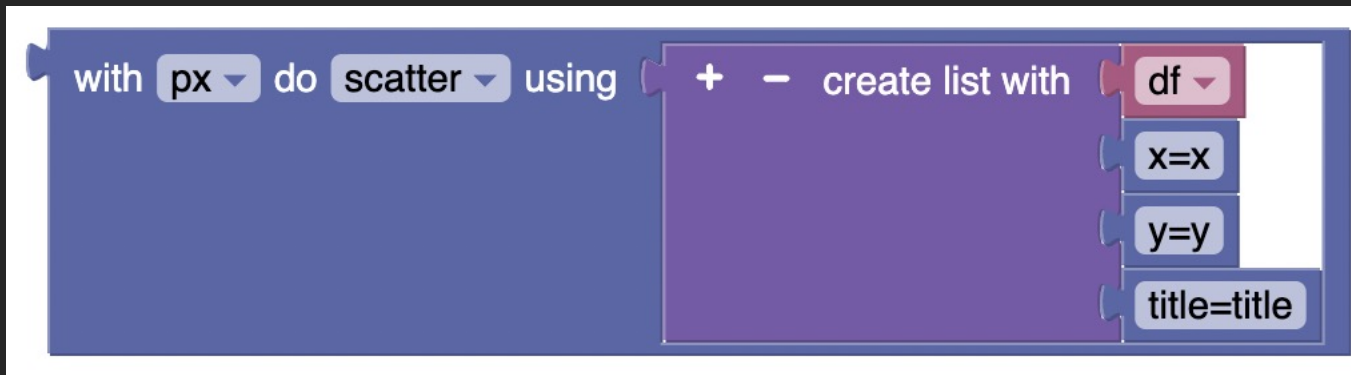 with px do scatter using + - create list with df
x=x
y=y
title=title